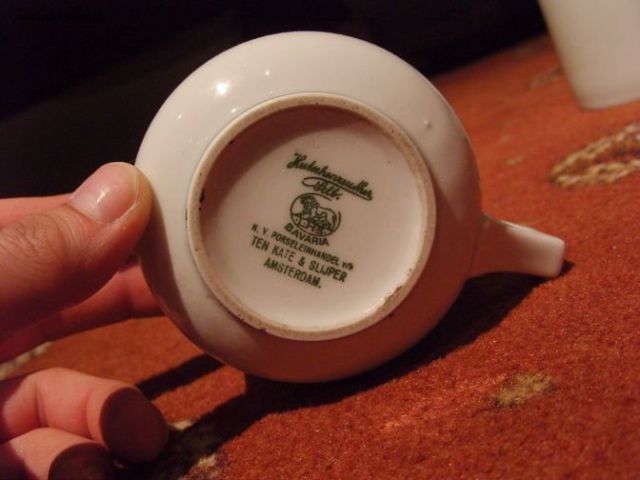 Hutschenreuther
Selb.
BAVARIA
N. V. PORSELEINHANDEL v/h
TEN KATE & SLIJPER
AMSTERDAM.